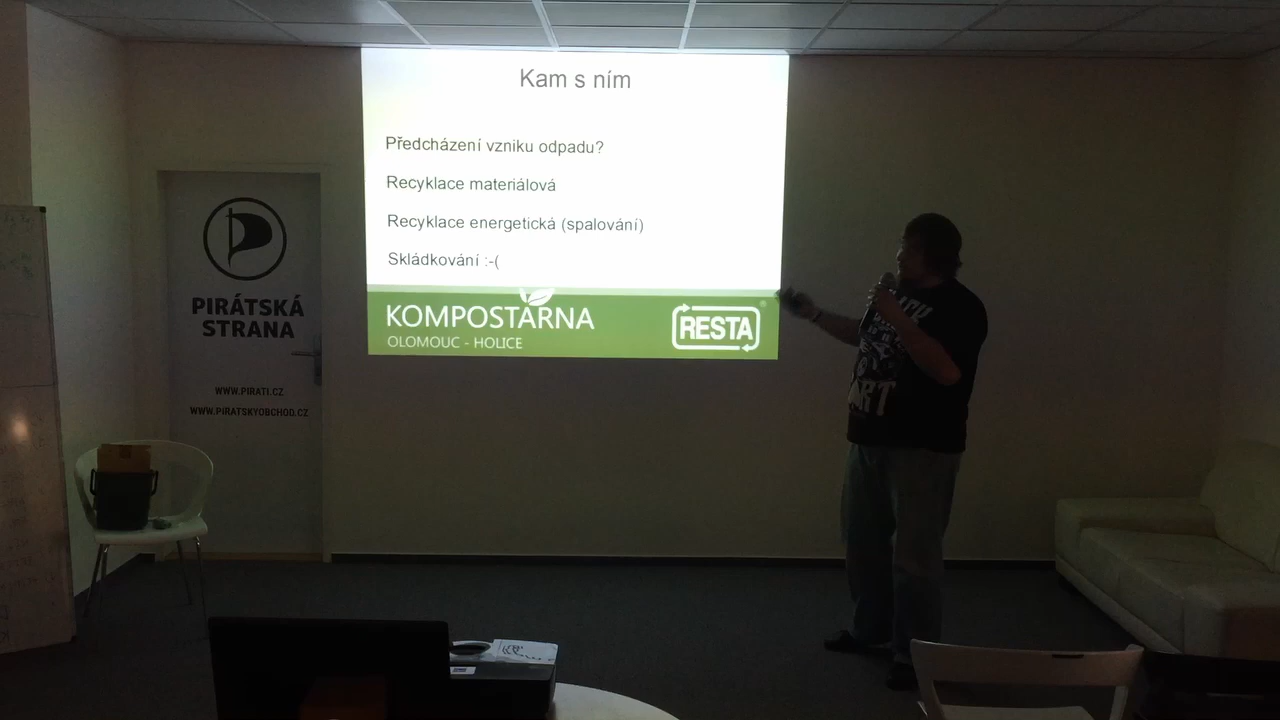 Kam s ním
Předcházení vzniku odpadu?
Recyklace materiálová
Recyklace energetická (spalování)
Skládkování :-(
KOMPOSTÁRNA
OLOMOUC - HOLICE
RESTA
®
PIRÁTSKÁ
STRANA
WWW.PIRATI.CZ
WWW.PIRATSKYOBCHOD.CZ